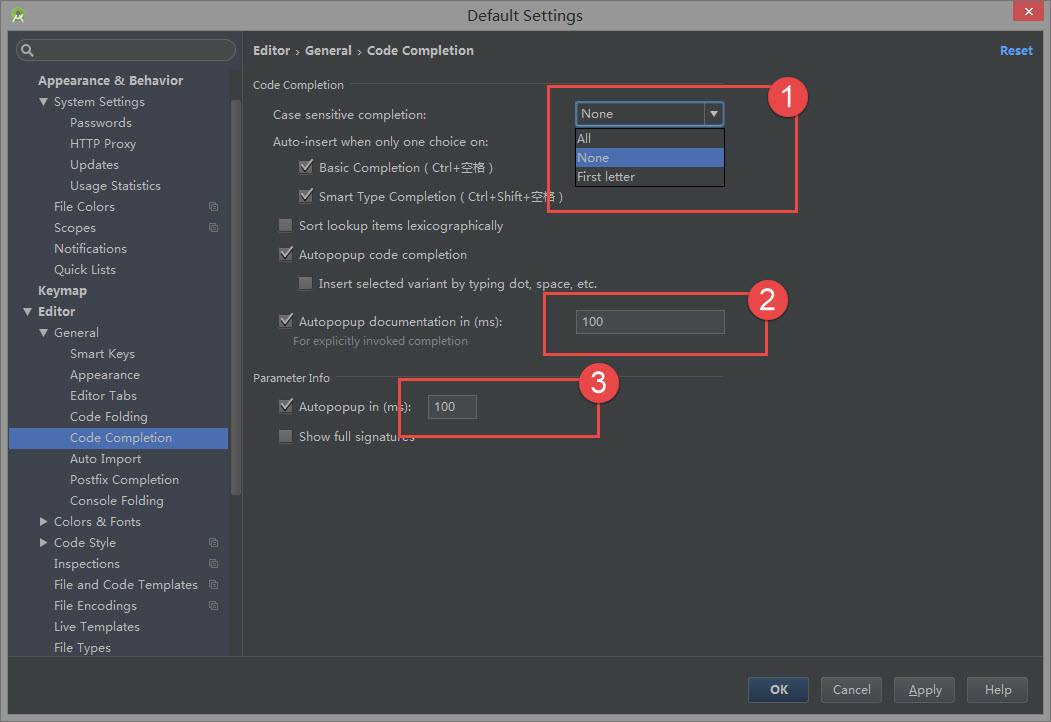 Default Settings
Editor › General › Code Completion
Reset
Appearance & Behavior
System Settings
Passwords
HTTP Proxy
Updates
Usage Statistics
File Colors
Scopes
Notifications
Quick Lists
Keymap
Editor
General
Smart Keys
Appearance
Editor Tabs
Code Folding
Code Completion
Auto Import
Postfix Completion
Console Folding
Colors & Fonts
Code Style
Inspections
File and Code Templates
File Encodings
Live Templates
File Types
Code Completion
1
Case sensitive completion: None
All
None
First letter
Auto-insert when only one choice on:
Basic Completion ( Ctrl+空格 )
Smart Type Completion ( Ctrl+Shift+空格 )
Sort lookup items lexicographically
Autopopup code completion
Insert selected variant by typing dot, space, etc.
2
Autopopup documentation in (ms): 100
For explicitly invoked completion
Parameter Info
3
Autopopup in (ms): 100
Show full signatures
OK Cancel Apply Help